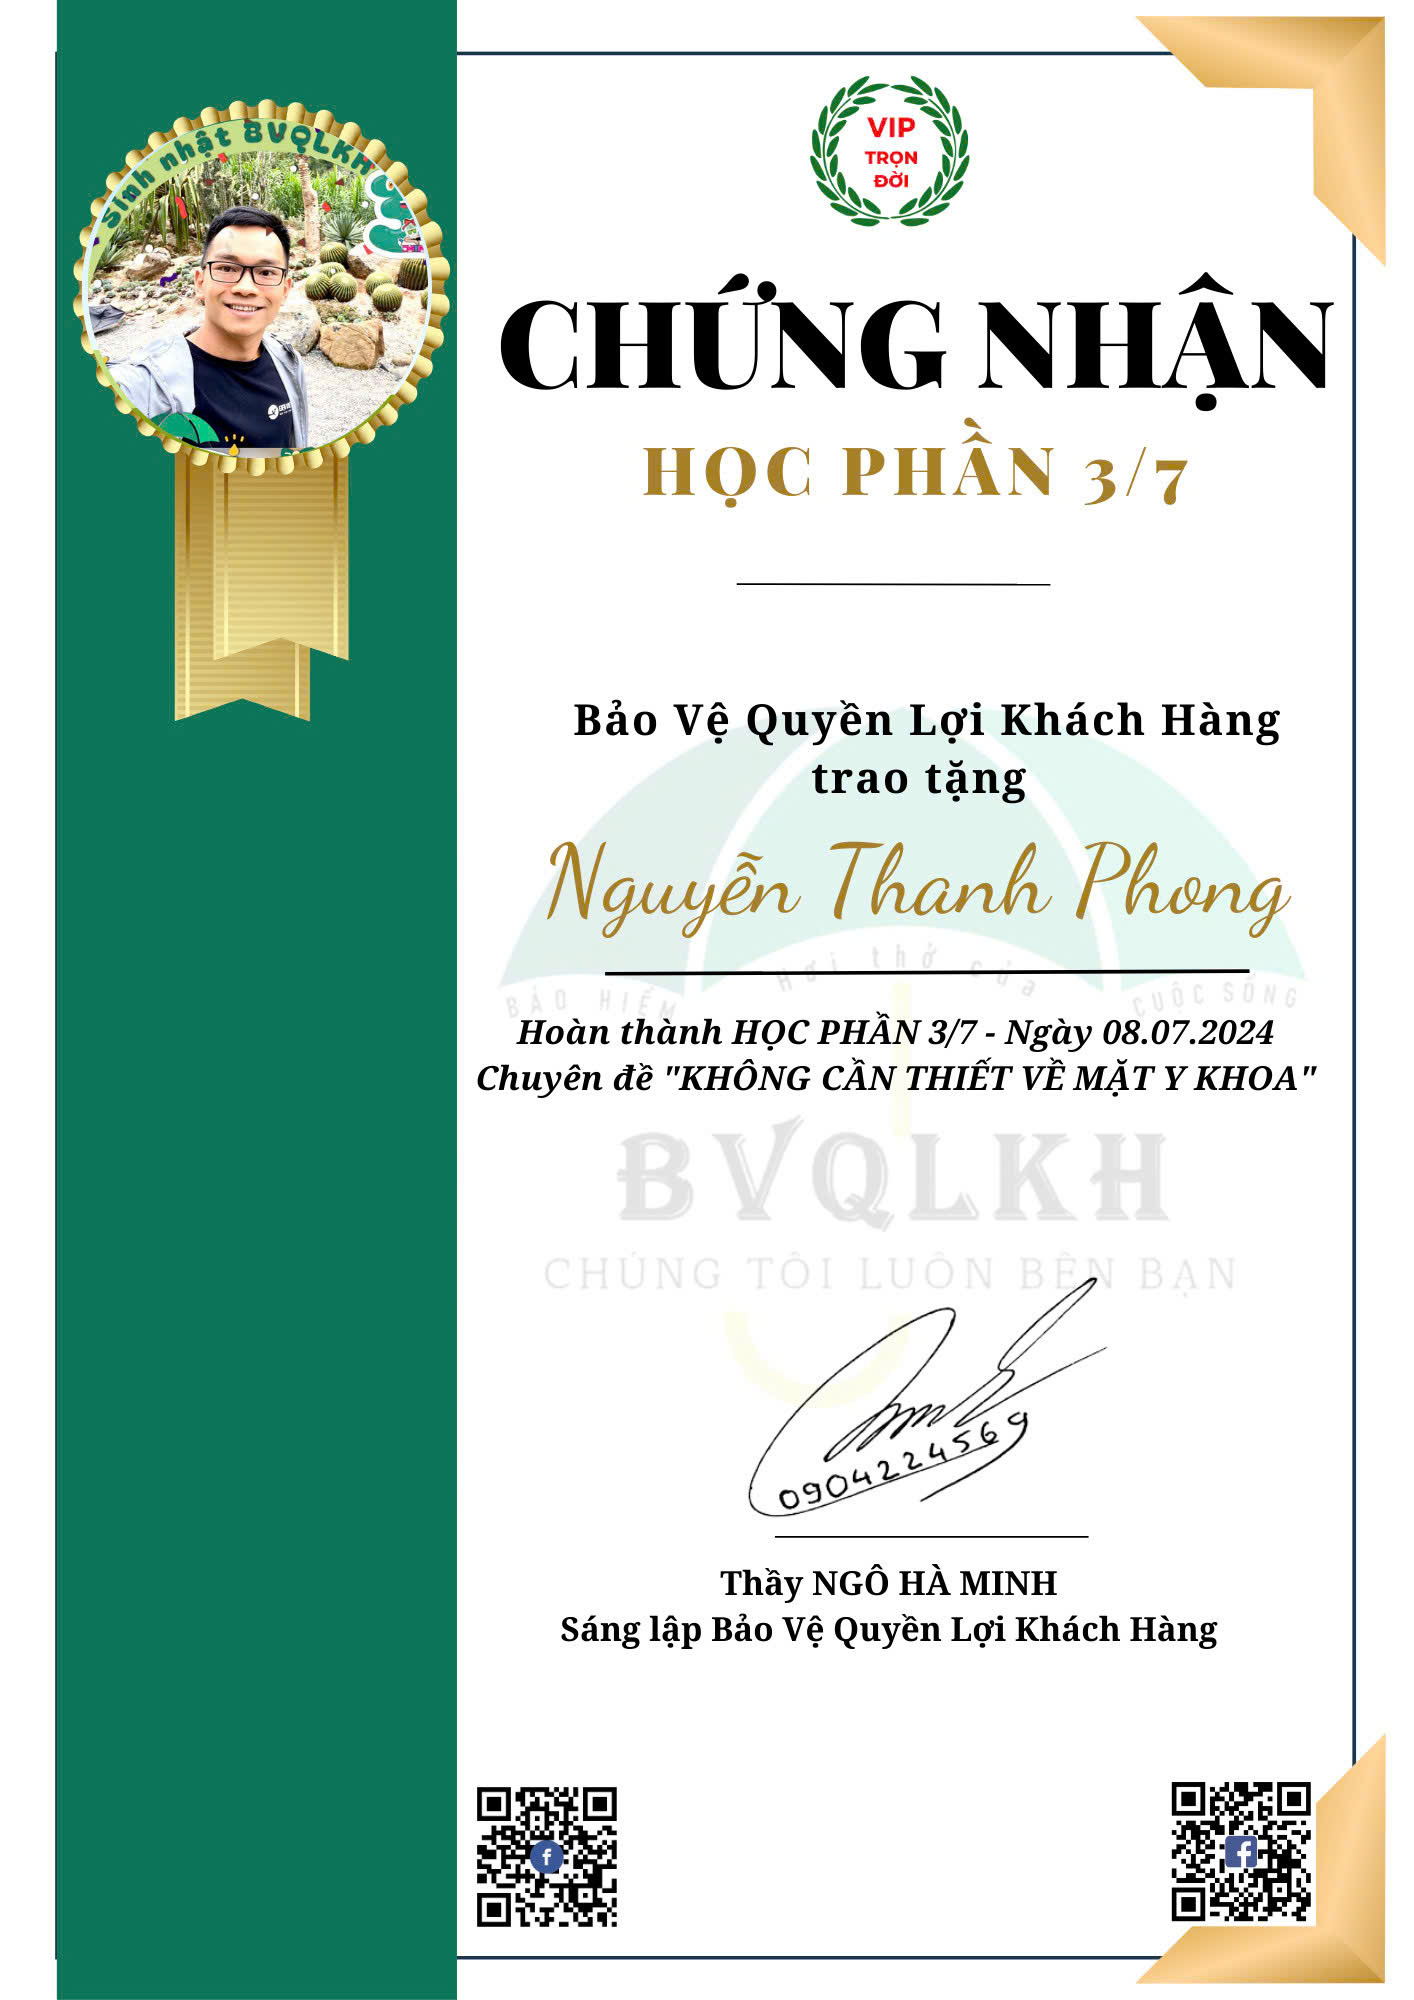 Sinh nhật BVQLKH
VIP
TRỌN
ĐỜI
CHỨNG NHẬN
HỌC PHẦN 3/7
Bảo Vệ Quyền Lợi Khách Hàng
trao tặng
Nguyễn Thanh Phong
BẢO HIỂM Hơi thở của CUỘC SỐNG
Hoàn thành HỌC PHẦN 3/7 - Ngày 08.07.2024
Chuyên đề "KHÔNG CẦN THIẾT VỀ MẶT Y KHOA"
BVQLKH
CHÚNG TÔI LUÔN BÊN BẠN
0904224569
Thầy NGÔ HÀ MINH
Sáng lập Bảo Vệ Quyền Lợi Khách Hàng